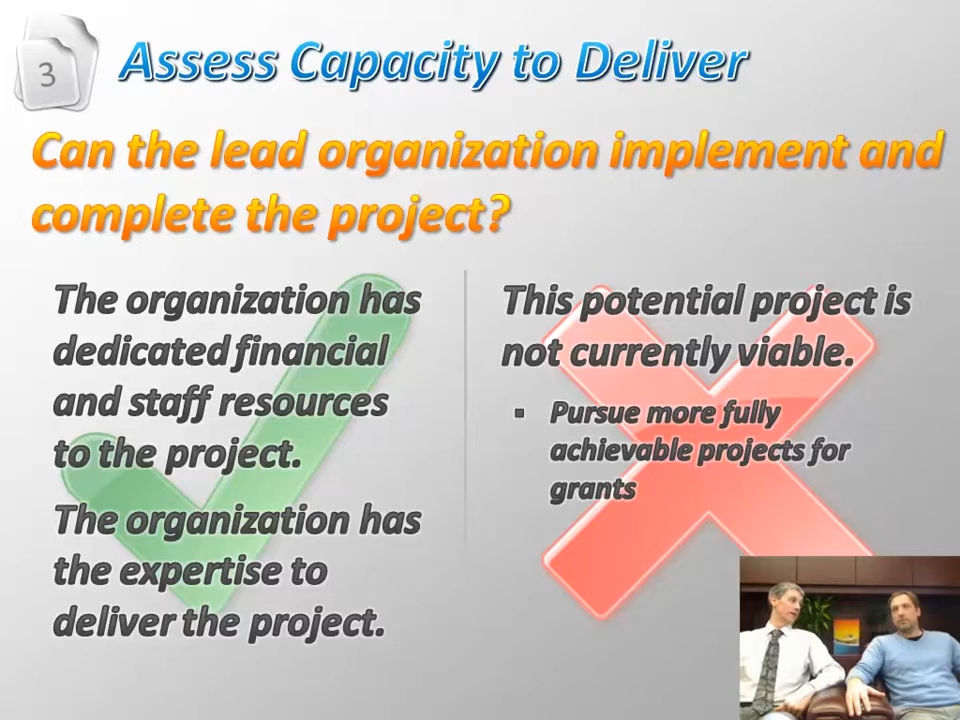 3
Assess Capacity to Deliver
Can the lead organization implement and
complete the project?
The organization has
dedicated financial
and staff resources
to the project.
The organization has
the expertise to
deliver the project.
This potential project is
not currently viable.
▪ Pursue more fully
achievable projects for
grants